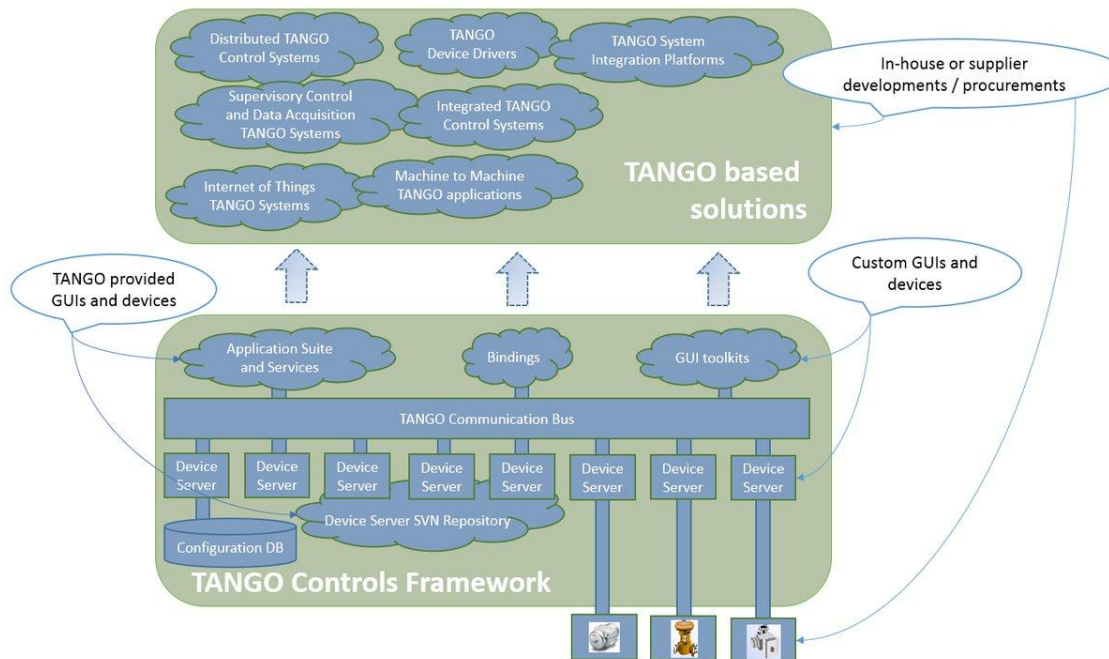 Distributed TANGO
Control Systems
TANGO
Device Drivers
TANGO System
Integration Platforms
In-house or supplier
developments / procurements
Supervisory Control
and Data Acquisition
TANGO Systems
Integrated TANGO
Control Systems
Internet of Things
TANGO Systems
Machine to Machine
TANGO applications
TANGO based
solutions
TANGO provided
GUIs and devices
Custom GUIs and
devices
Application Suite
and Services
Bindings
GUI toolkits
TANGO Communication Bus
Device
Server
Device
Server
Device
Server
Device
Server
Device
Server
Device
Server
Device
Server
Device
Server
Device Server SVN Repository
Configuration DB
TANGO Controls Framework